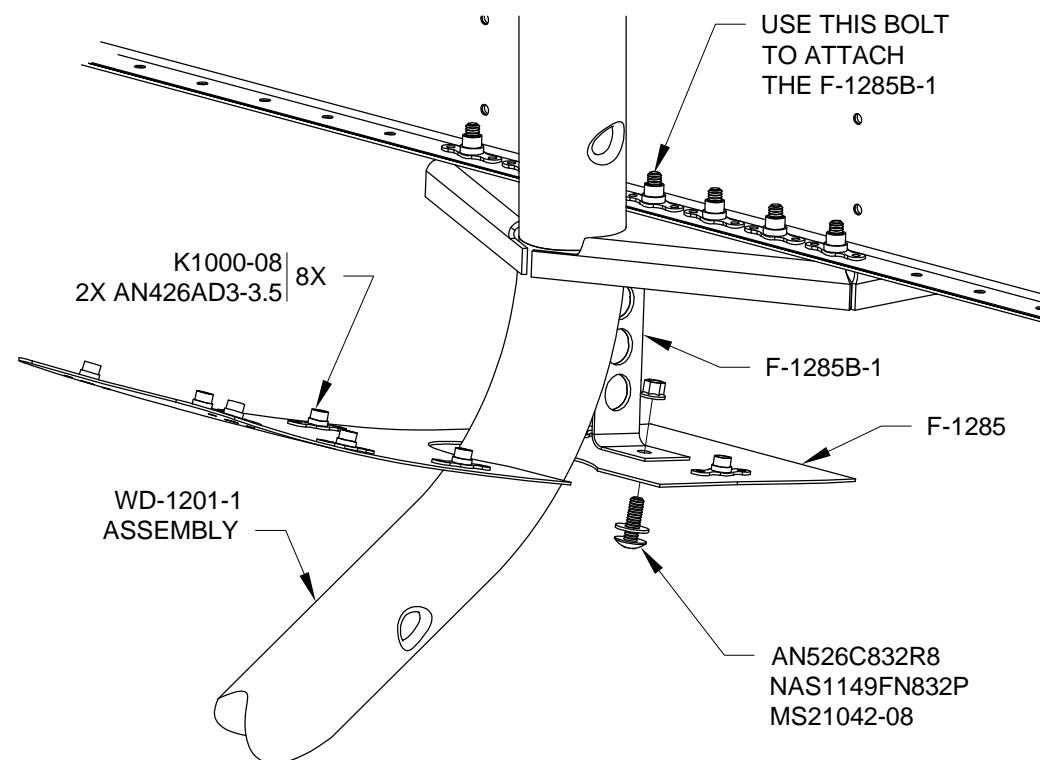 USE THIS BOLT
TO ATTACH
THE F-1285B-1
K1000-08
2X AN426AD3-3.5
8X
F-1285B-1
F-1285
WD-1201-1
ASSEMBLY
AN526C832R8
NAS1149FN832P
MS21042-08